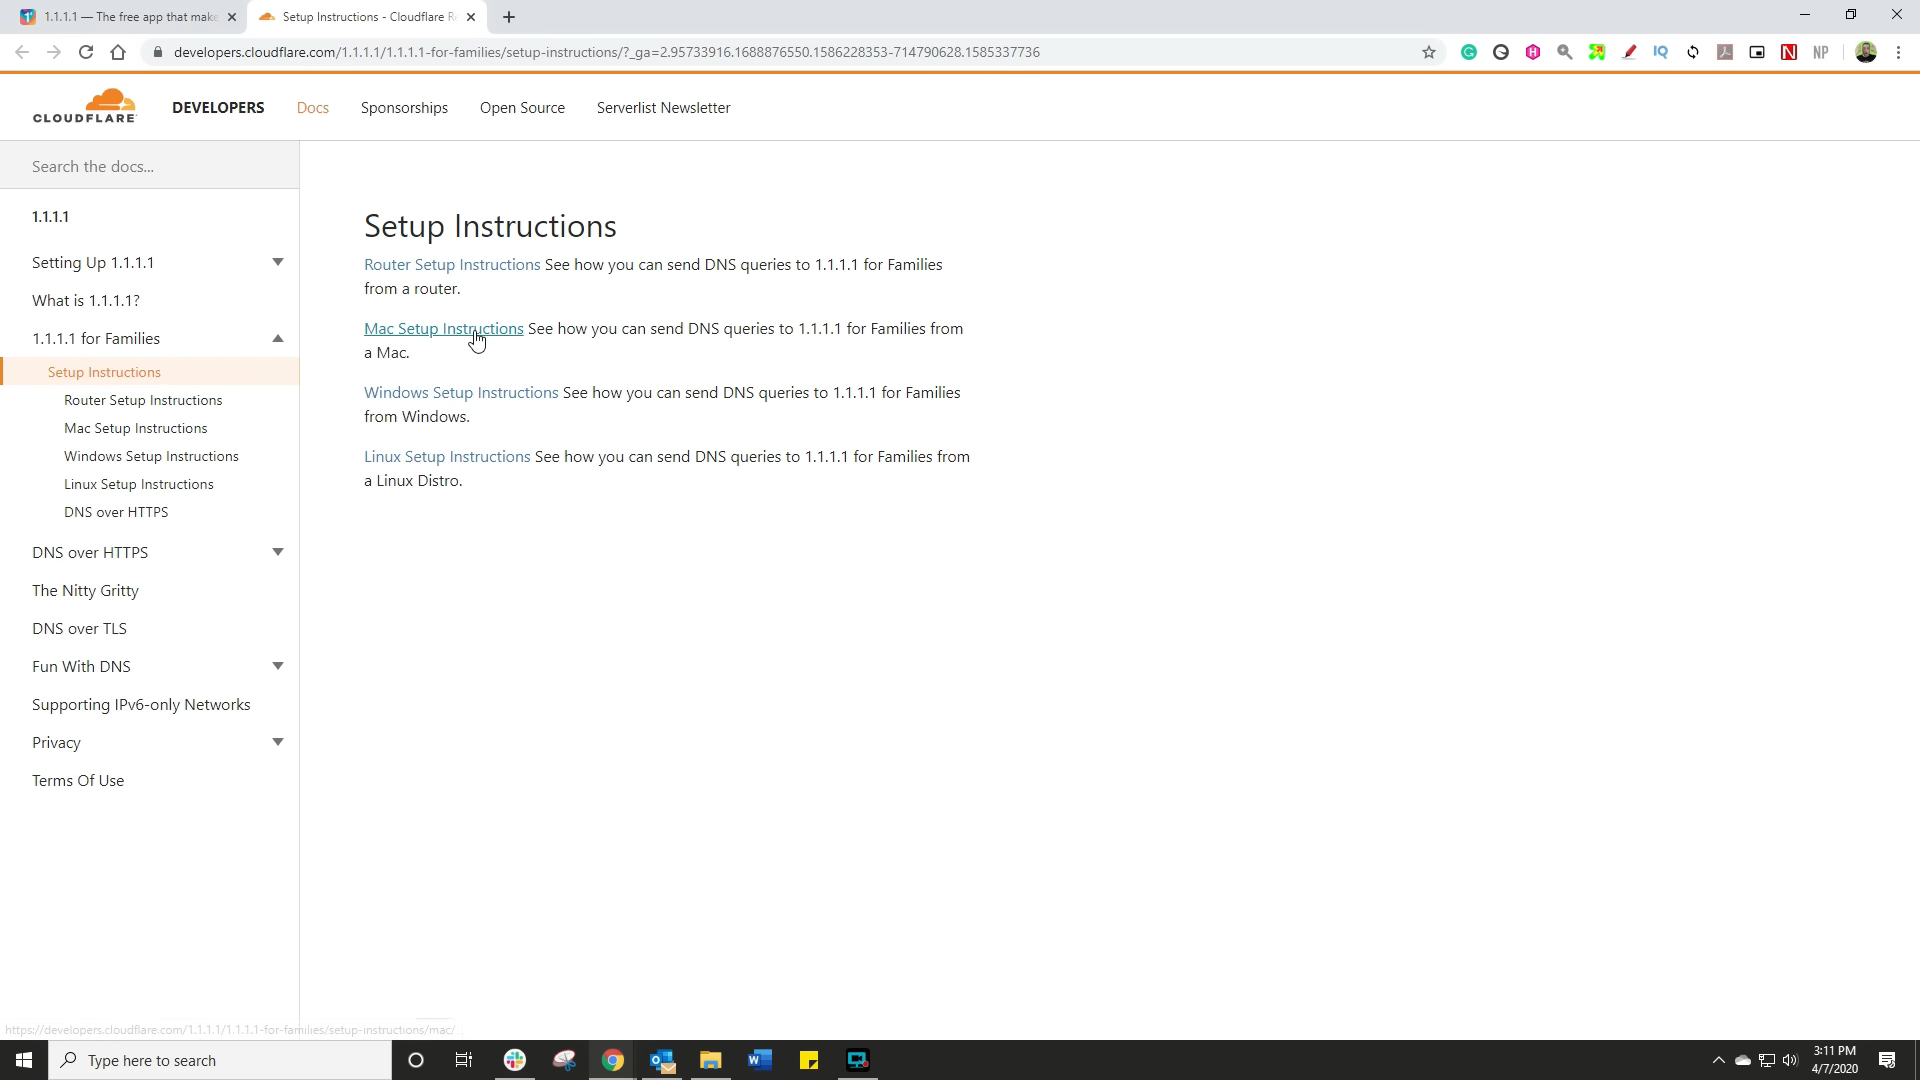 1.1.1.1 — The free app that make
Setup Instructions - Cloudflare Re
developers.cloudflare.com/1.1.1.1/1.1.1.1-for-families/setup-instructions/?_ga=2.95733916.1688876550.1586228353-714790628.1585337736
IQ
NP
CLOUDFLARE
DEVELOPERS
Docs
Sponsorships
Open Source
Serverlist Newsletter
Search the docs...
1.1.1.1
Setting Up 1.1.1.1
What is 1.1.1.1?
1.1.1.1 for Families
Setup Instructions
Router Setup Instructions
Mac Setup Instructions
Windows Setup Instructions
Linux Setup Instructions
DNS over HTTPS
DNS over HTTPS
The Nitty Gritty
DNS over TLS
Fun With DNS
Supporting IPv6-only Networks
Privacy
Terms Of Use
Setup Instructions
Router Setup Instructions See how you can send DNS queries to 1.1.1.1 for Families
from a router.
Mac Setup Instructions See how you can send DNS queries to 1.1.1.1 for Families from
a Mac.
Windows Setup Instructions See how you can send DNS queries to 1.1.1.1 for Families
from Windows.
Linux Setup Instructions See how you can send DNS queries to 1.1.1.1 for Families from
a Linux Distro.
https://developers.cloudflare.com/1.1.1.1/1.1.1.1-for-families/setup-instructions/mac/
Type here to search
3:11 PM
4/7/2020